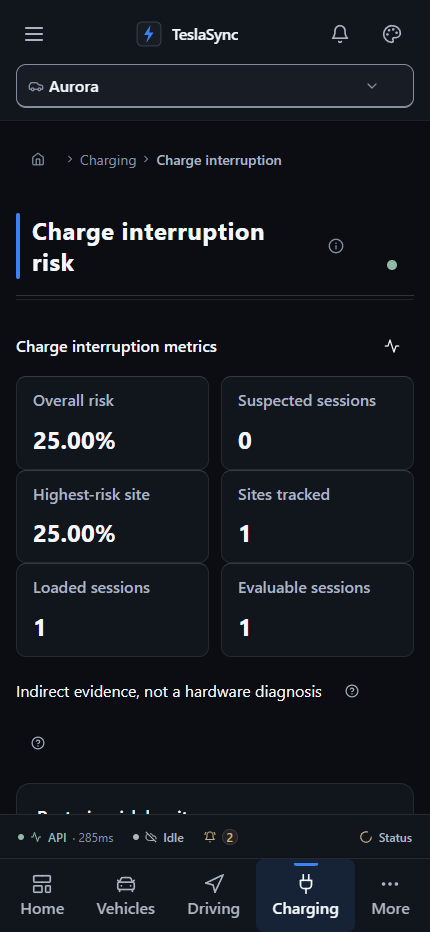 TeslaSync
Aurora
Charging
Charge interruption
Charge interruption
risk
Charge interruption metrics
Overall risk
25.00%
Suspected sessions
0
Highest-risk site
25.00%
Sites tracked
1
Loaded sessions
1
Evaluable sessions
1
Indirect evidence, not a hardware diagnosis
API · 285ms
Idle
2
Status
Home
Vehicles
Driving
Charging
More